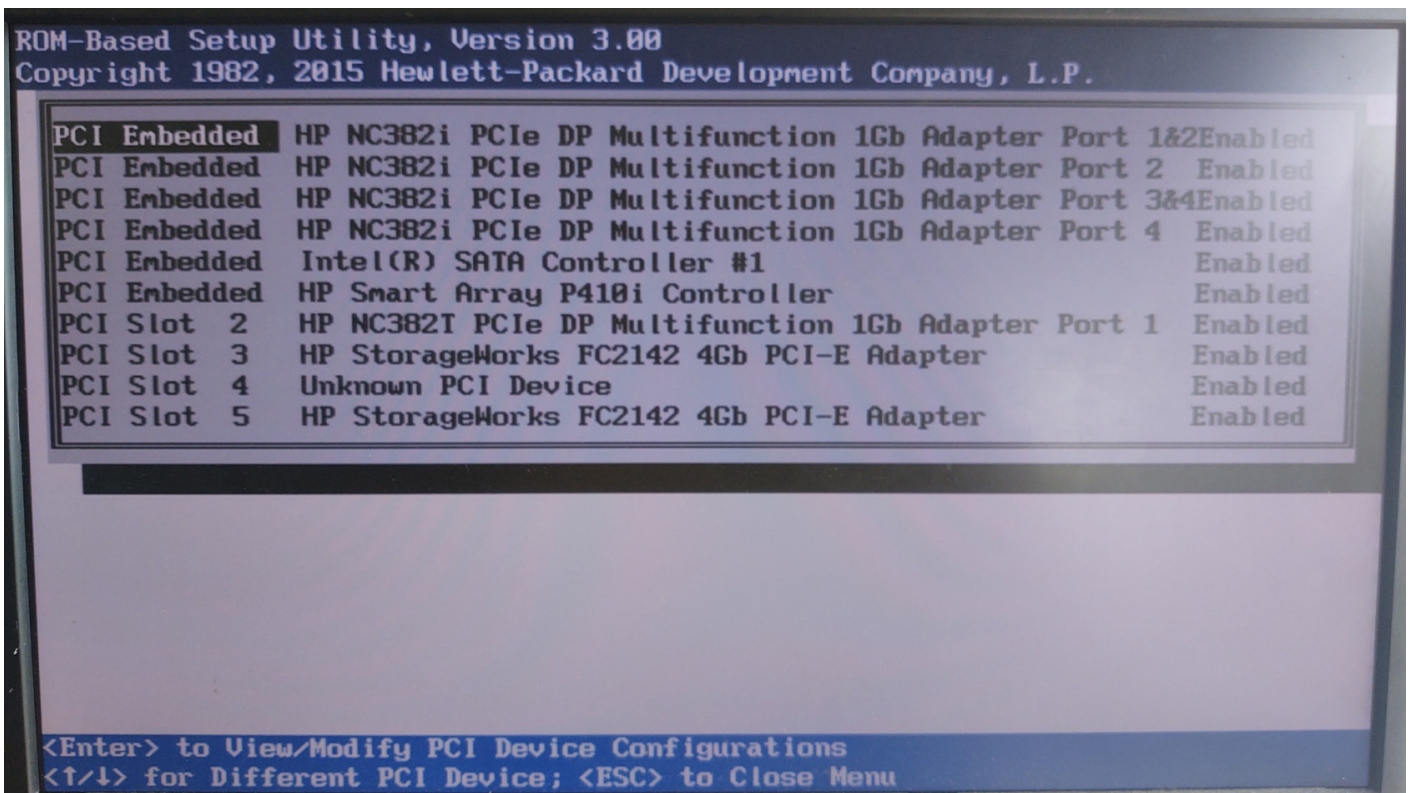 ROM-Based Setup Utility, Version 3.00
Copyright 1982, 2015 Hewlett-Packard Development Company, L.P.
PCI Embedded HP NC382i PCIe DP Multifunction 1Gb Adapter Port 1&2Enabled
PCI Embedded HP NC382i PCIe DP Multifunction 1Gb Adapter Port 2 Enabled
PCI Embedded HP NC382i PCIe DP Multifunction 1Gb Adapter Port 3&4Enabled
PCI Embedded HP NC382i PCIe DP Multifunction 1Gb Adapter Port 4 Enabled
PCI Embedded Intel(R) SATA Controller #1 Enabled
PCI Embedded HP Smart Array P410i Controller Enabled
PCI Slot 2 HP NC382T PCIe DP Multifunction 1Gb Adapter Port 1 Enabled
PCI Slot 3 HP StorageWorks FC2142 4Gb PCI-E Adapter Enabled
PCI Slot 4 Unknown PCI Device Enabled
PCI Slot 5 HP StorageWorks FC2142 4Gb PCI-E Adapter Enabled
<Enter> to View/Modify PCI Device Configurations
<↑/↓> for Different PCI Device; <ESC> to Close Menu